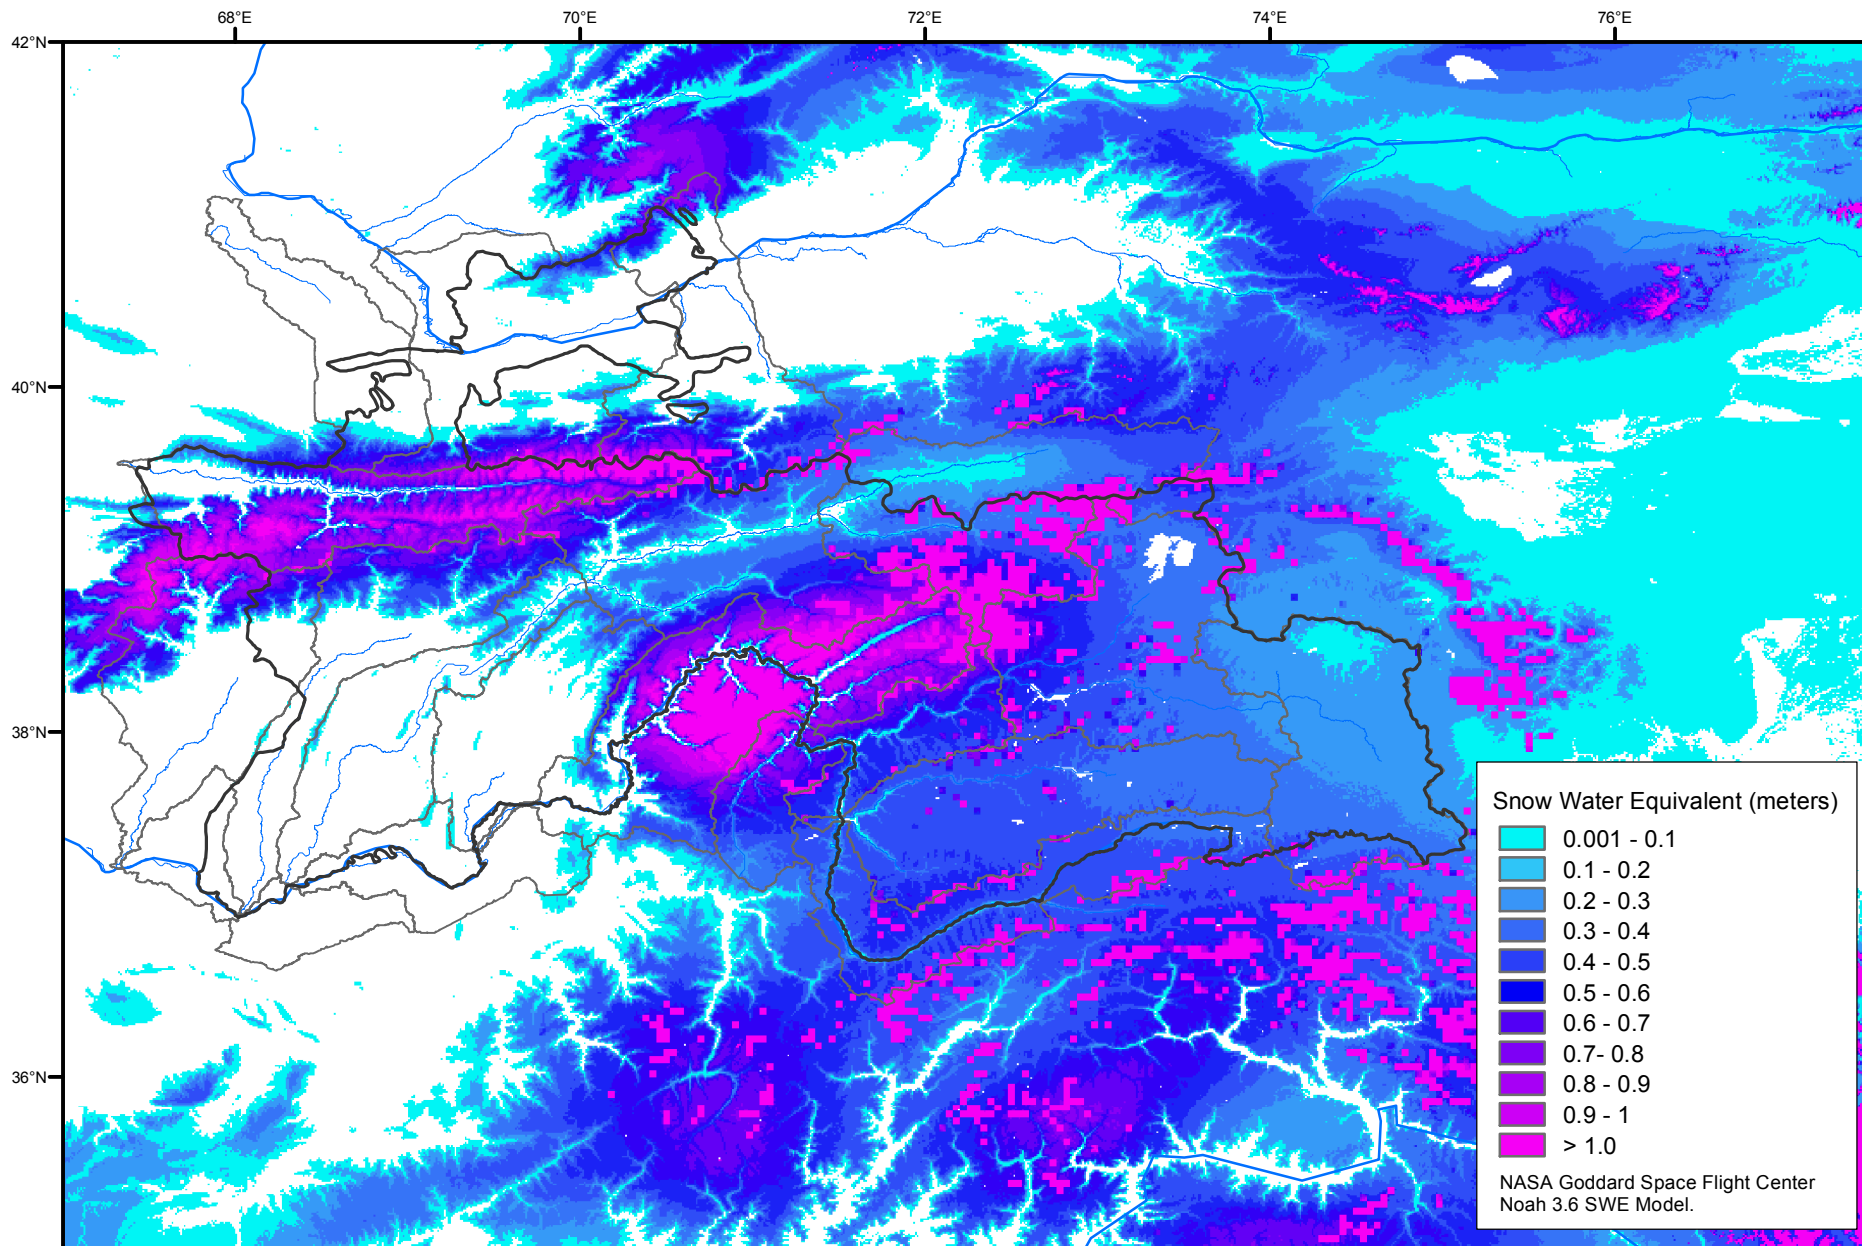 68°E 70°E 72°E 74°E 76°E
42°N
40°N
38°N
36°N
Snow Water Equivalent (meters)
0.001 - 0.1
0.1 - 0.2
0.2 - 0.3
0.3 - 0.4
0.4 - 0.5
0.5 - 0.6
0.6 - 0.7
0.7- 0.8
0.8 - 0.9
0.9 - 1
> 1.0
NASA Goddard Space Flight Center
Noah 3.6 SWE Model.